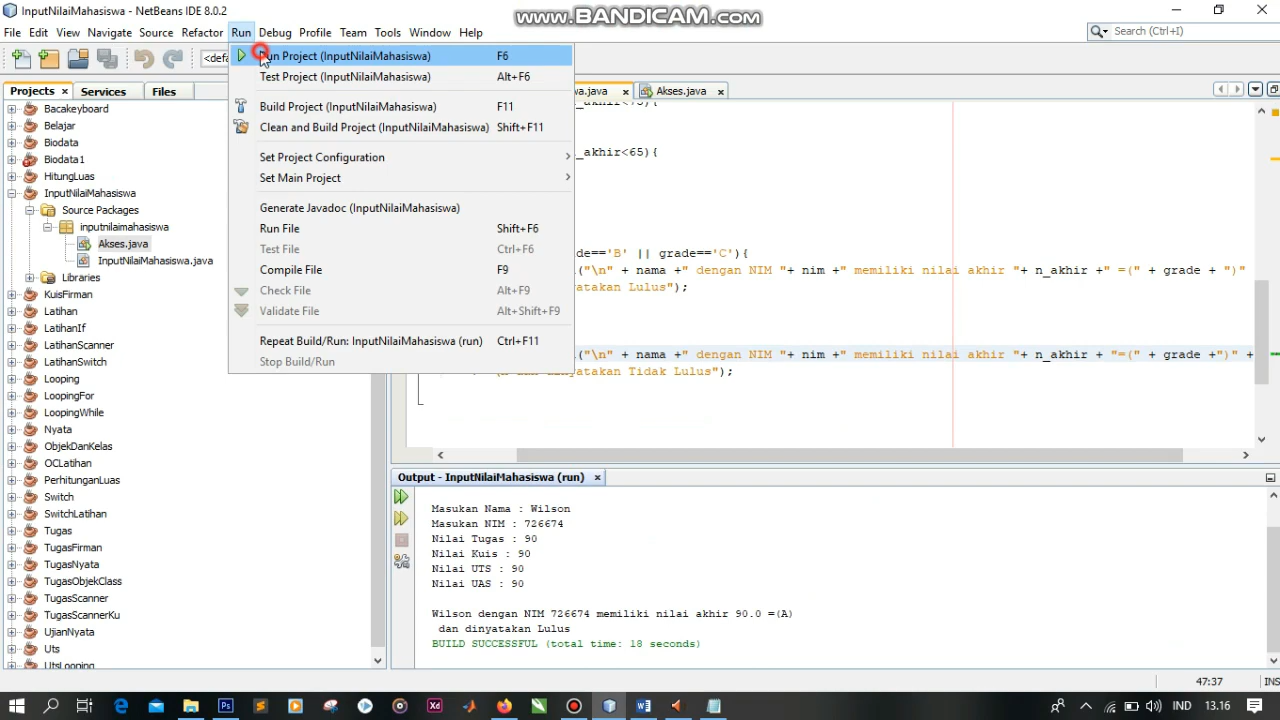 InputNilaiMahasiswa - NetBeans IDE 8.0.2
www.BANDICAM.com
File Edit View Navigate Source Refactor Run Debug Profile Team Tools Window Help
Search (Ctrl+I)
Run Project (InputNilaiMahasiswa) F6
Test Project (InputNilaiMahasiswa) Alt+F6
Build Project (InputNilaiMahasiswa) F11
Clean and Build Project (InputNilaiMahasiswa) Shift+F11
Set Project Configuration
Set Main Project
Generate Javadoc (InputNilaiMahasiswa)
Run File Shift+F6
Test File Ctrl+F6
Compile File F9
Check File Alt+F9
Validate File Alt+Shift+F9
Repeat Build/Run: InputNilaiMahasiswa (run) Ctrl+F11
Stop Build/Run
<defa
Projects Services Files
Bacakeyboard
Belajar
Biodata
Biodata1
HitungLuas
InputNilaiMahasiswa
Source Packages
inputnilaimahasiswa
Akses.java
InputNilaiMahasiswa.java
Libraries
KuisFirman
Latihan
LatihanIf
LatihanScanner
LatihanSwitch
Looping
LoopingFor
LoopingWhile
Nyata
ObjekDanKelas
OCLatihan
PerhitunganLuas
Switch
SwitchLatihan
Tugas
TugasFirman
TugasNyata
TugasObjekClass
TugasScanner
TugasScannerKu
UjianNyata
Uts
UtsLooping
wa.java Akses.java
_akhir<75){
_akhir<65){
de=='B' || grade=='C'){
("\n" + nama +" dengan NIM "+ nim +" memiliki nilai akhir "+ n_akhir +" =(" + grade + ")"
yatakan Lulus");
("\n" + nama +" dengan NIM "+ nim +" memiliki nilai akhir "+ n_akhir + "=(" + grade +")" +
dinyatakan Tidak Lulus");
Output - InputNilaiMahasiswa (run)
Masukan Nama : Wilson
Masukan NIM : 726674
Nilai Tugas : 90
Nilai Kuis : 90
Nilai UTS : 90
Nilai UAS : 90
Wilson dengan NIM 726674 memiliki nilai akhir 90.0 =(A)
dan dinyatakan Lulus
BUILD SUCCESSFUL (total time: 18 seconds)
47:37 INS
IND 13.16